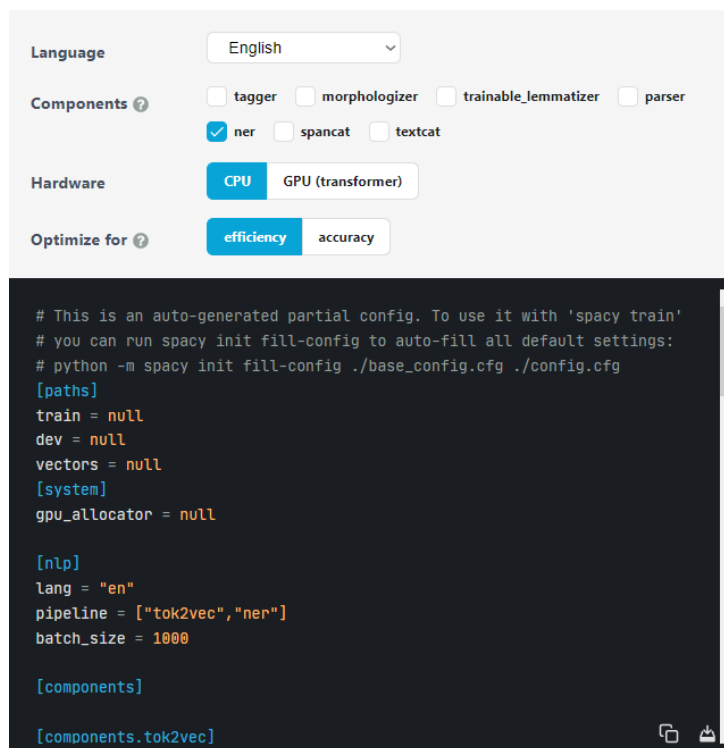 Language English
Components ? tagger morphologizer trainable_lemmatizer parser
ner spancat textcat
Hardware CPU GPU (transformer)
Optimize for ? efficiency accuracy
# This is an auto-generated partial config. To use it with 'spacy train'
# you can run spacy init fill-config to auto-fill all default settings:
# python -m spacy init fill-config ./base_config.cfg ./config.cfg
[paths]
train = null
dev = null
vectors = null
[system]
gpu_allocator = null
[nlp]
lang = "en"
pipeline = ["tok2vec","ner"]
batch_size = 1000
[components]
[components.tok2vec]